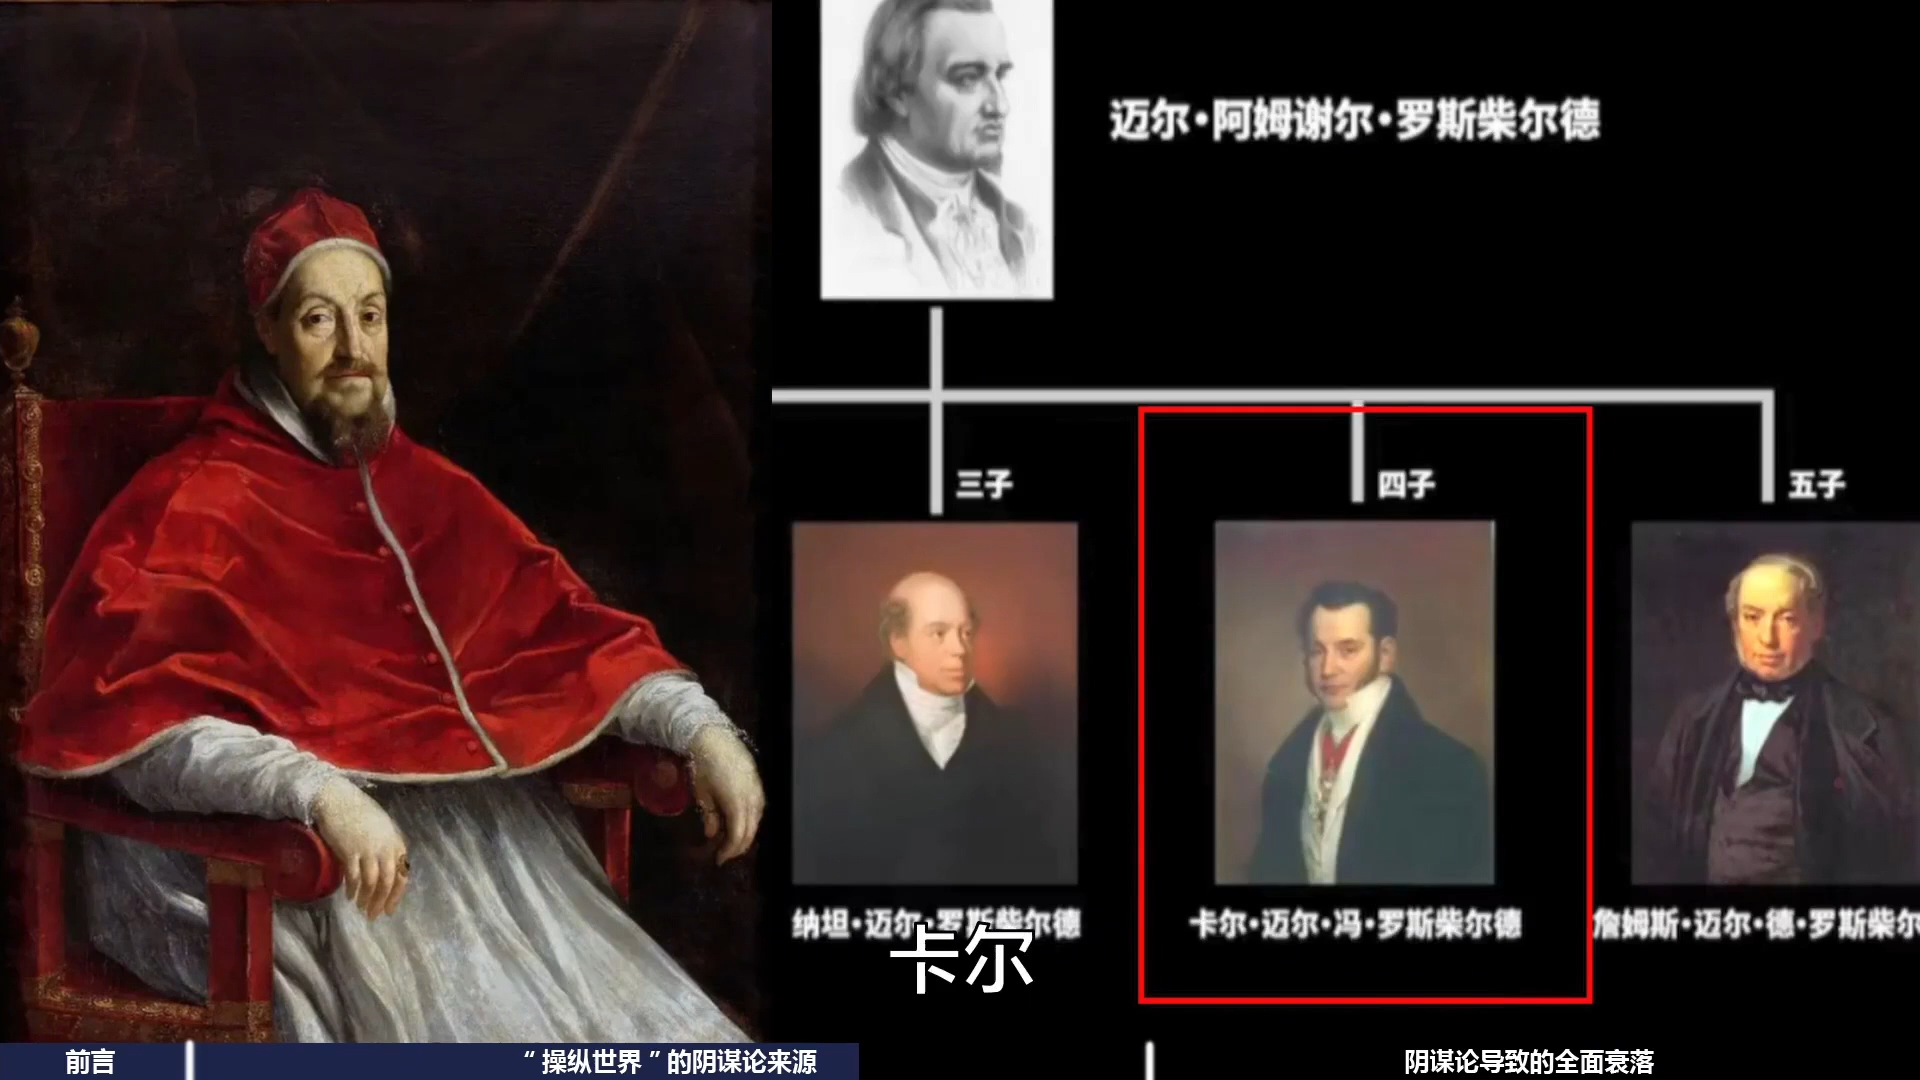 迈尔·阿姆谢尔·罗斯柴尔德
三子
四子
五子
纳坦·迈尔·罗斯柴尔德
卡尔·迈尔·冯·罗斯柴尔德
詹姆斯·迈尔·德·罗斯柴尔
卡尔
前言
“操纵世界”的阴谋论来源
阴谋论导致的全面衰落